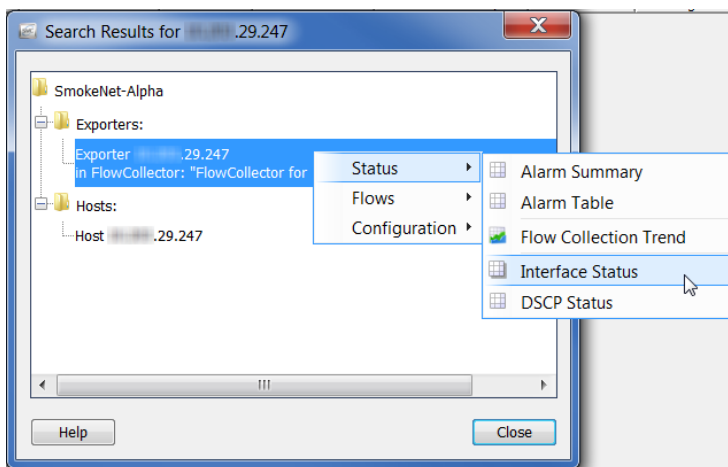 Search Results for .29.247
SmokeNet-Alpha
Exporters:
Exporter .29.247
in FlowCollector: "FlowCollector for
Hosts:
Host .29.247
Status
Flows
Configuration
Alarm Summary
Alarm Table
Flow Collection Trend
Interface Status
DSCP Status
Help
Close